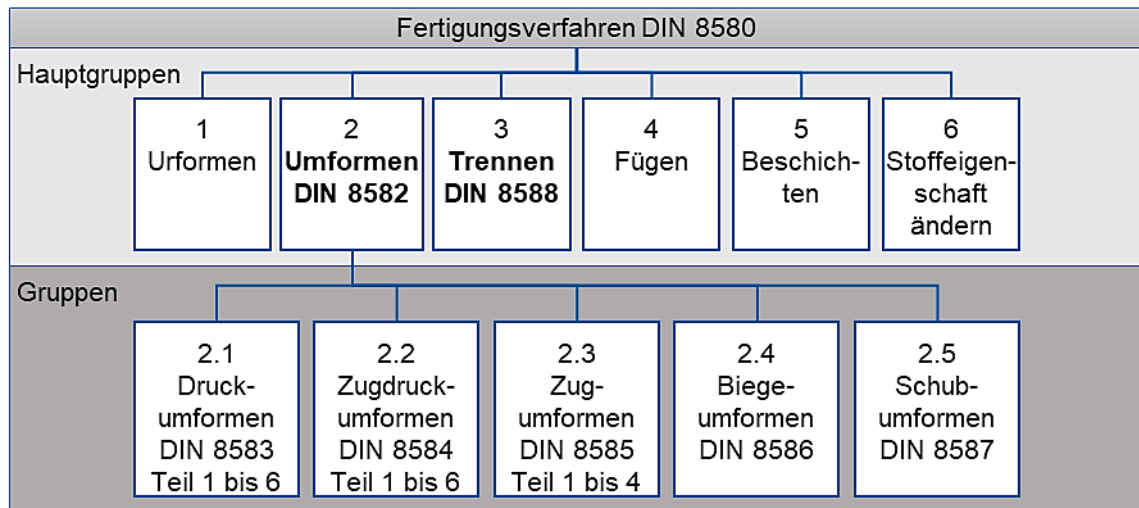 Fertigungsverfahren DIN 8580
Hauptgruppen
1
Urformen
2
Umformen
DIN 8582
3
Trennen
DIN 8588
4
Fügen
5
Beschich-
ten
6
Stoffeigen-
schaft
ändern
Gruppen
2.1
Druck-
umformen
DIN 8583
Teil 1 bis 6
2.2
Zugdruck-
umformen
DIN 8584
Teil 1 bis 6
2.3
Zug-
umformen
DIN 8585
Teil 1 bis 4
2.4
Biege-
umformen
DIN 8586
2.5
Schub-
umformen
DIN 8587